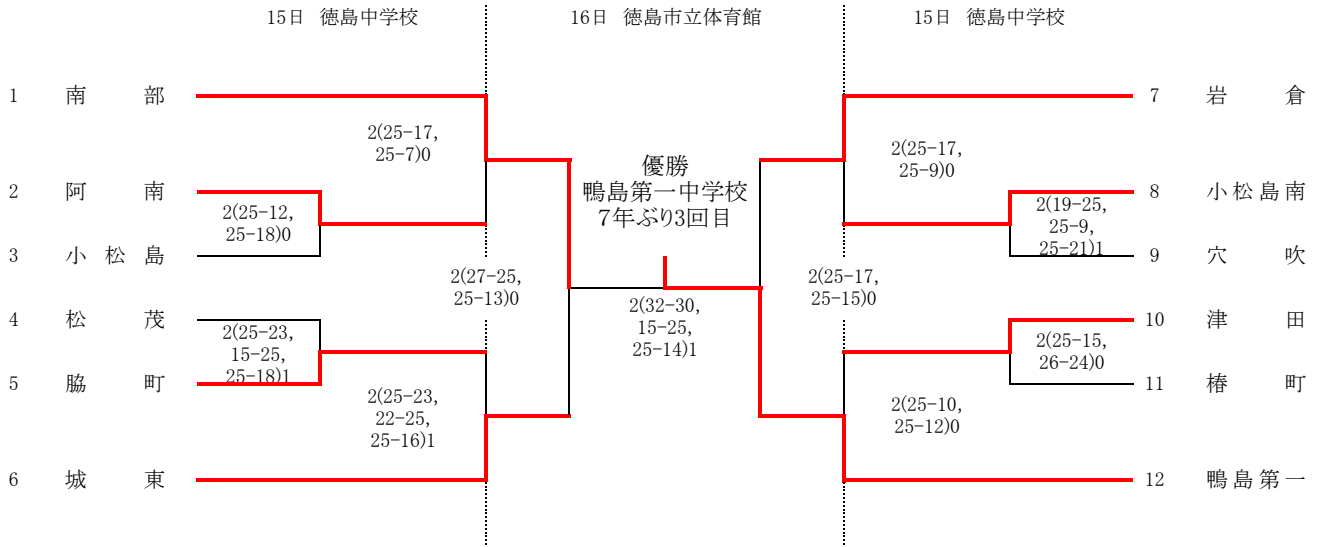 15日 徳島中学校
16日 徳島市立体育館
15日 徳島中学校
1 南部
2(25-17,
25-7)0
2 阿南
2(25-12,
25-18)0
3 小松島
2(27-25,
25-13)0
4 松茂
2(25-23,
15-25,
25-18)1
5 脇町
2(25-23,
22-25,
25-16)1
6 城東
優勝
鴨島第一中学校
7年ぶり3回目
2(32-30,
15-25,
25-14)1
7 岩倉
2(25-17,
25-9)0
8 小松島南
2(19-25,
25-9,
25-21)1
9 穴吹
2(25-17,
25-15)0
10 津田
2(25-15,
26-24)0
11 椿町
2(25-10,
25-12)0
12 鴨島第一